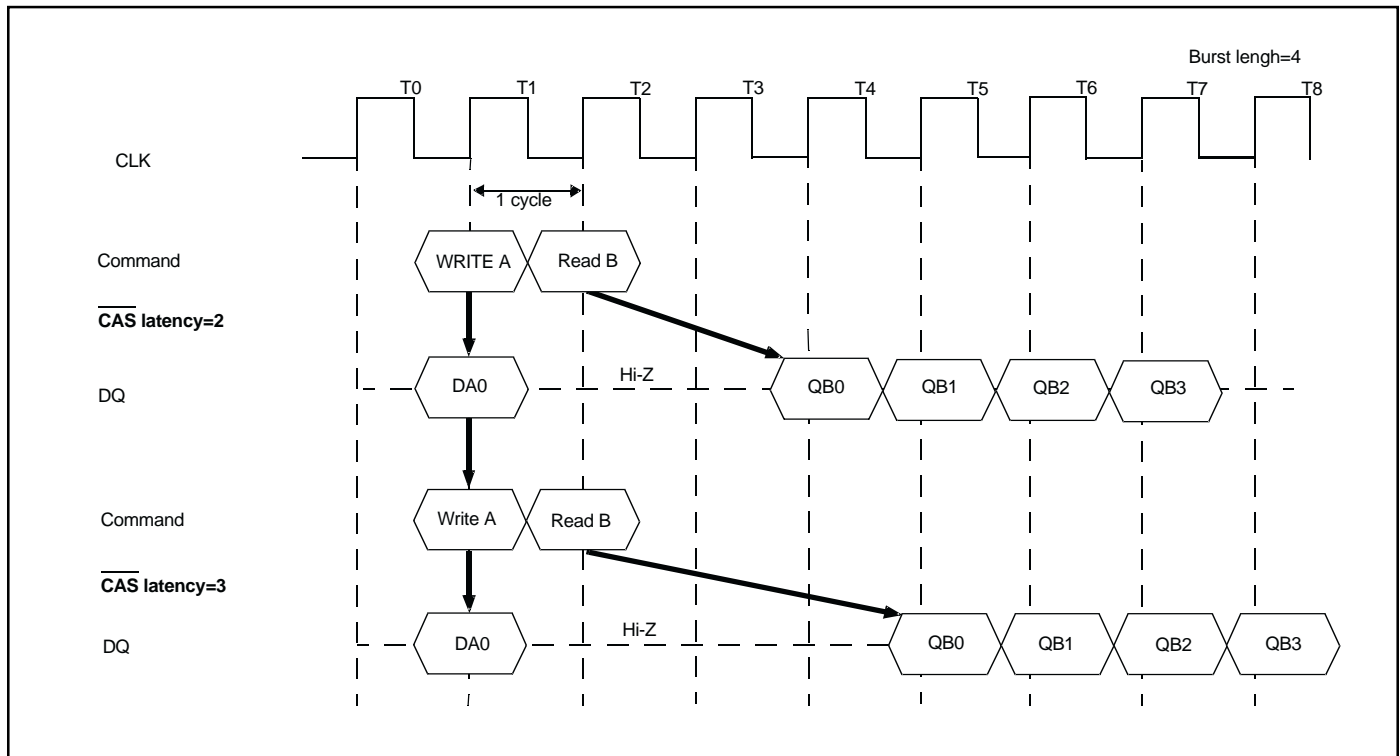 Burst lengh=4
T0 T1 T2 T3 T4 T5 T6 T7 T8
CLK
1 cycle
Command WRITE A Read B
CAS latency=2
DQ DA0 Hi-Z QB0 QB1 QB2 QB3
Command Write A Read B
CAS latency=3
DQ DA0 Hi-Z QB0 QB1 QB2 QB3